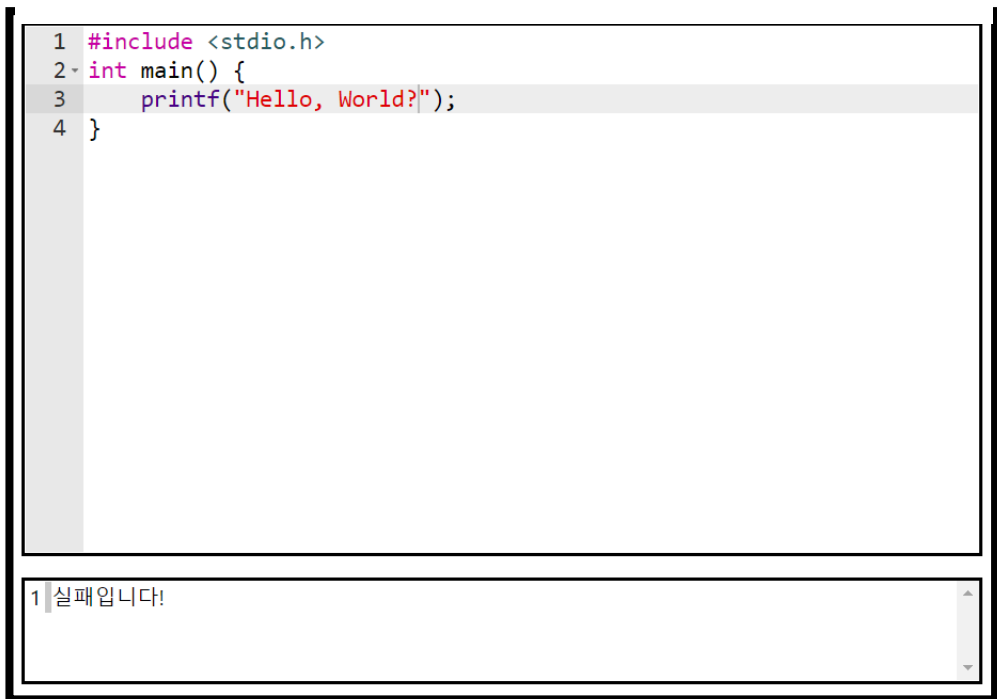 1 #include <stdio.h>
2 int main() {
3     printf("Hello, World?");
4 }
1 실패입니다!